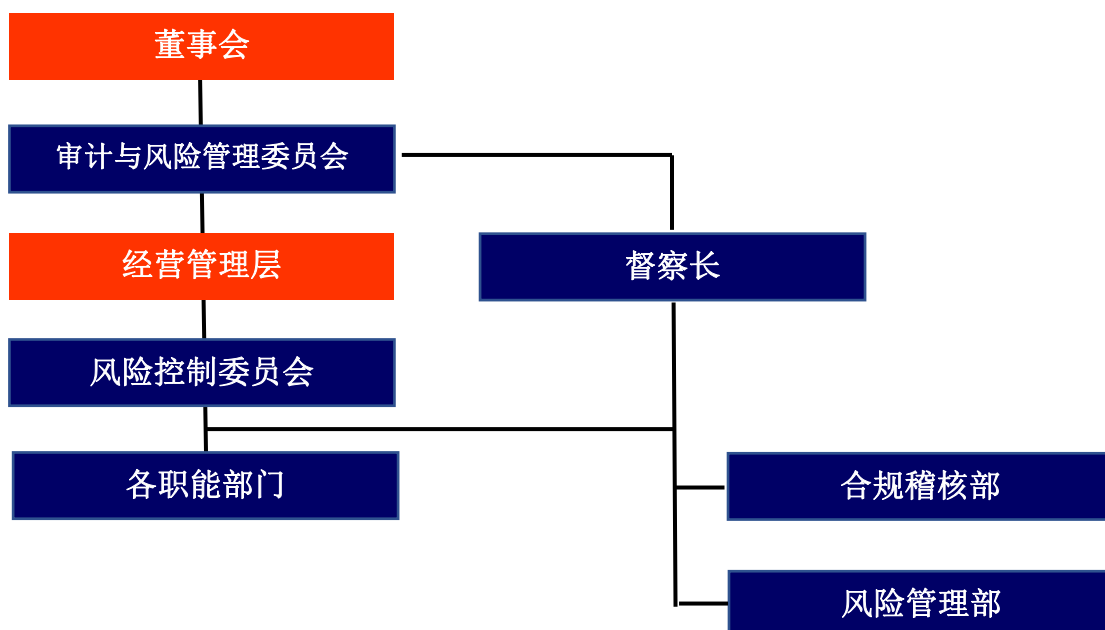 董事会
审计与风险管理委员会
经营管理层
督察长
风险控制委员会
各职能部门
合规稽核部
风险管理部